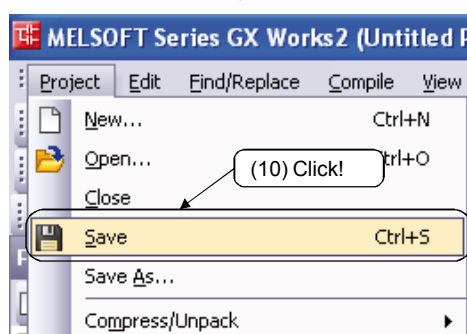 MELSOFT Series GX Works2 (Untitled P
Project Edit Find/Replace Compile View
New... Ctrl+N
Open... Ctrl+O
(10) Click!
Close
Save Ctrl+S
Save As...
Compress/Unpack